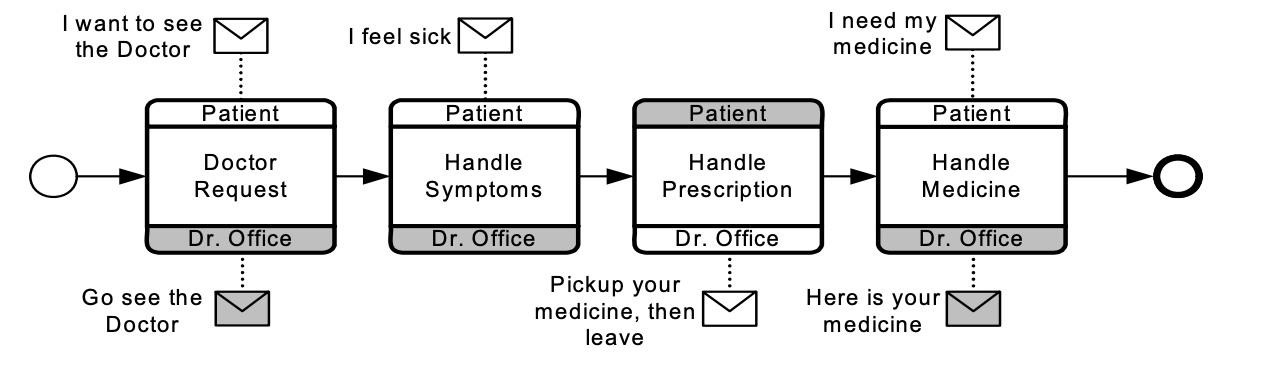 I want to see
the Doctor
I feel sick
I need my
medicine
Patient
Patient
Patient
Patient
Doctor
Request
Handle
Symptoms
Handle
Prescription
Handle
Medicine
Dr. Office
Dr. Office
Dr. Office
Dr. Office
Go see the
Doctor
Pickup your
medicine, then
leave
Here is your
medicine